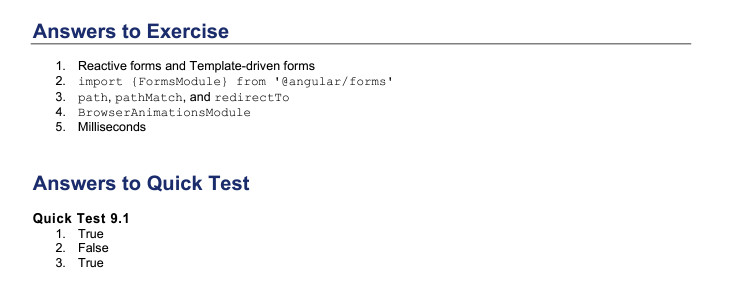 Answers to Exercise
1. Reactive forms and Template-driven forms
2. import {FormsModule} from '@angular/forms'
3. path, pathMatch, and redirectTo
4. BrowserAnimationsModule
5. Milliseconds
Answers to Quick Test
Quick Test 9.1
1. True
2. False
3. True